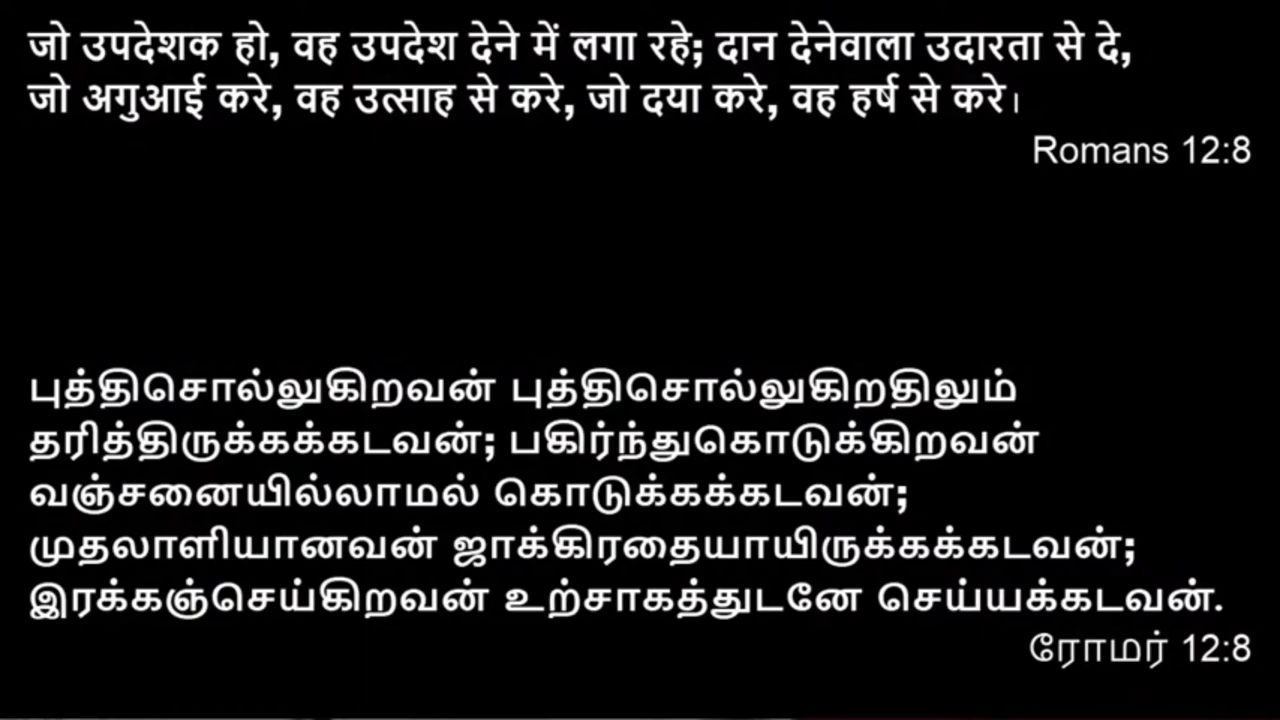 जो उपदेशक हो, वह उपदेश देने में लगा रहे; दान देनेवाला उदारता से दे,
जो अगुआई करे, वह उत्साह से करे, जो दया करे, वह हर्ष से करे।
Romans 12:8
புத்திசொல்லுகிறவன் புத்திசொல்லுகிறதிலும்
தரித்திருக்கக்கடவன்; பகிர்ந்துகொடுக்கிறவன்
வஞ்சனையில்லாமல் கொடுக்கக்கடவன்;
முதலாளியானவன் ஜாக்கிரதையாயிருக்கக்கடவன்;
இரக்கஞ்செய்கிறவன் உற்சாகத்துடனே செய்யக்கடவன்.
ரோமர் 12:8